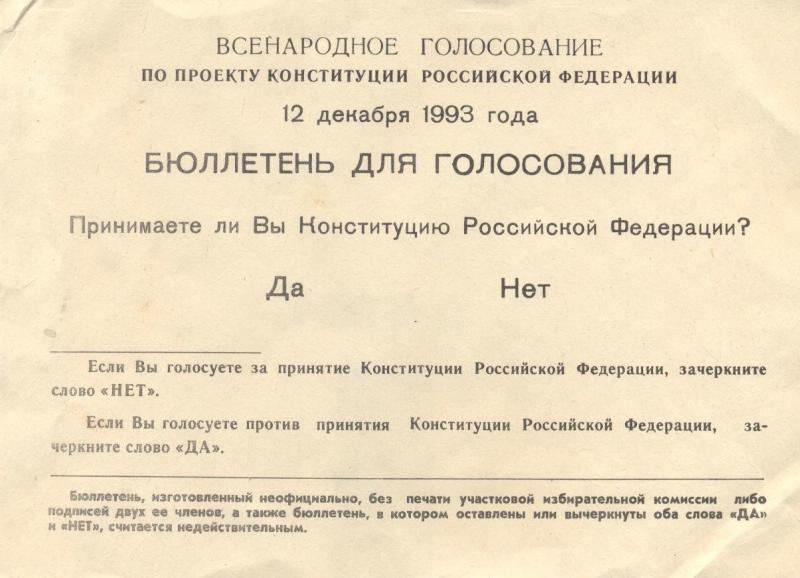 ВСЕНАРОДНОЕ ГОЛОСОВАНИЕ
ПО ПРОЕКТУ КОНСТИТУЦИИ РОССИЙСКОЙ ФЕДЕРАЦИИ
12 декабря 1993 года
БЮЛЛЕТЕНЬ ДЛЯ ГОЛОСОВАНИЯ
Принимаете ли Вы Конституцию Российской Федерации?
Да Нет
Если Вы голосуете за принятие Конституции Российской Федерации, зачеркните
слово «НЕТ».
Если Вы голосуете против принятия Конституции Российской Федерации, за-
черкните слово «ДА».
Бюллетень, изготовленный неофициально, без печати участковой избирательной комиссии либо
подписей двух ее членов, а также бюллетень, в котором оставлены или вычеркнуты оба слова «ДА»
и «НЕТ», считается недействительным.